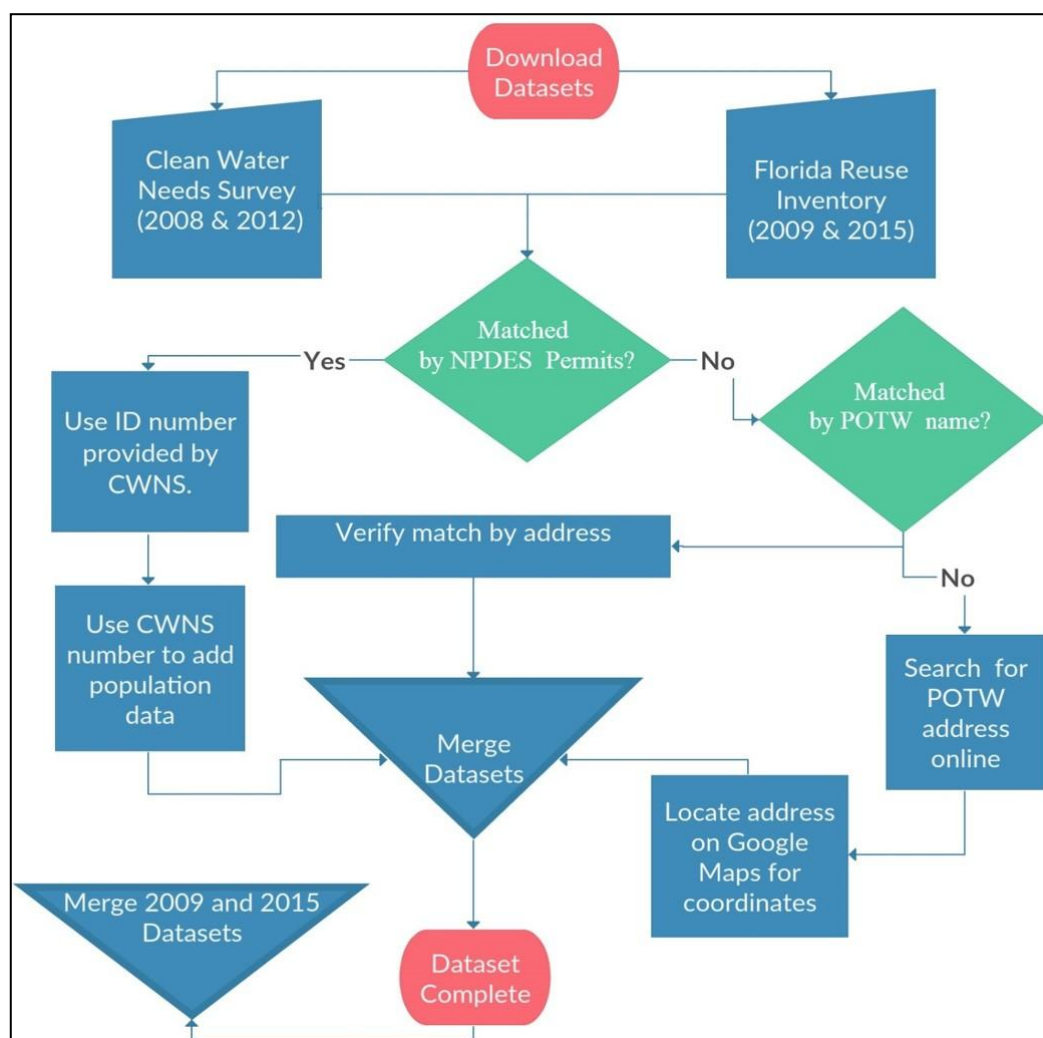 Download
Datasets
Clean Water
Needs Survey
(2008 & 2012)
Florida Reuse
Inventory
(2009 & 2015)
Matched
by NPDES Permits?
Yes
No
Matched
by POTW name?
Use ID number
provided by
CWNS.
Verify match by address
No
Use CWNS
number to add
population
data
Search for
POTW
address
online
Merge
Datasets
Locate address
on Google
Maps for
coordinates
Merge 2009 and 2015
Datasets
Dataset
Complete